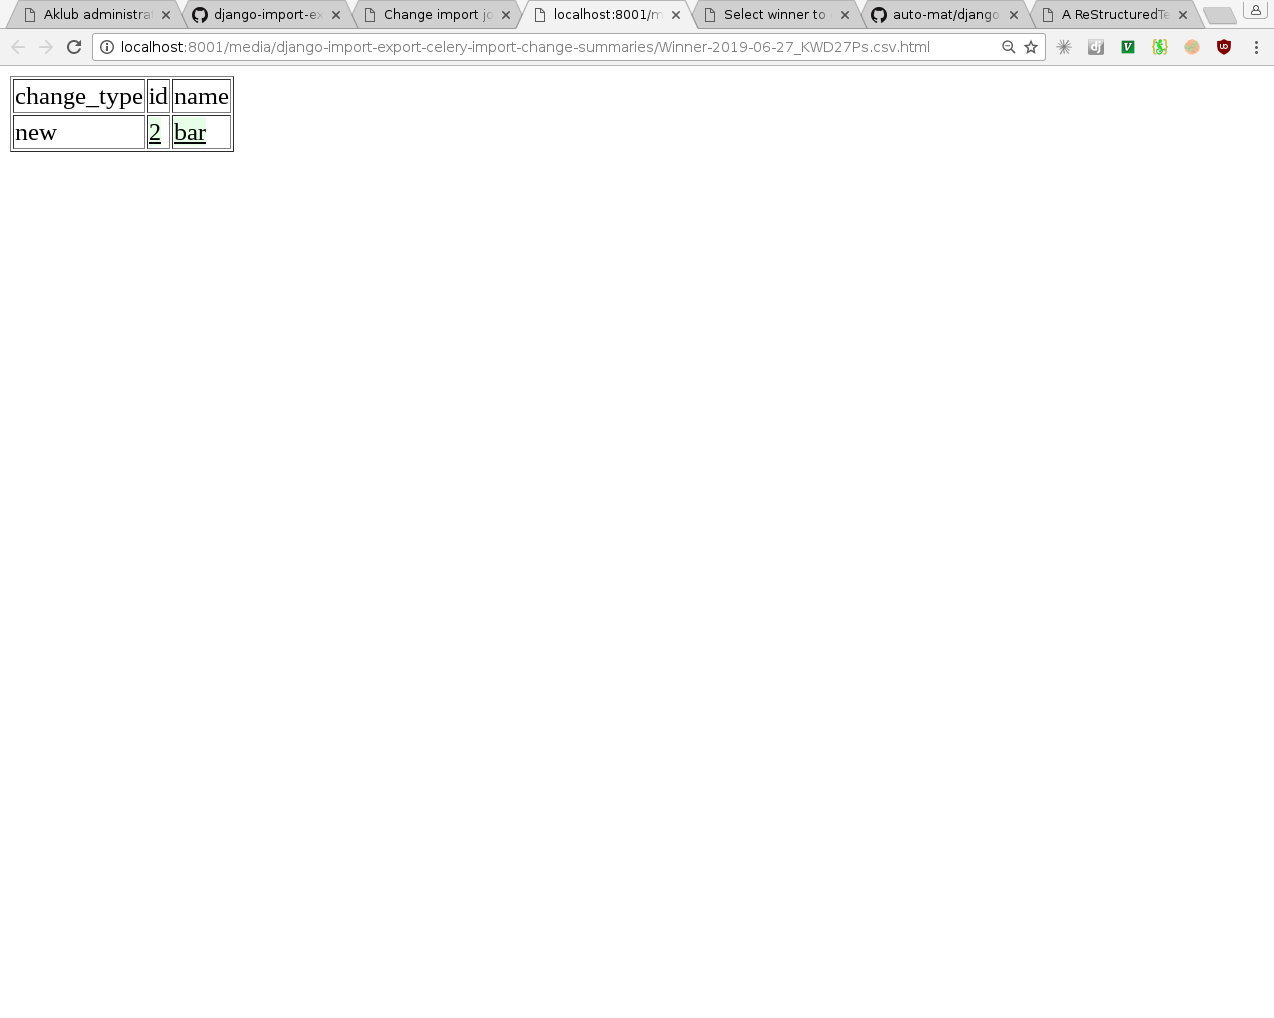 Aklub administrat
django-import-ex
Change import jo
localhost:8001/m
Select winner to
auto-mat/django
A ReStructuredTe
localhost:8001/media/django-import-export-celery-import-change-summaries/Winner-2019-06-27_KWD27Ps.csv.html
dj
V
change_type id name
new 2 bar